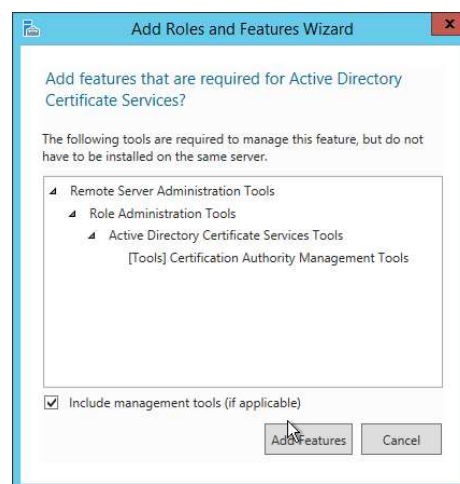 Add Roles and Features Wizard
x
Add features that are required for Active Directory
Certificate Services?
The following tools are required to manage this feature, but do not
have to be installed on the same server.
Remote Server Administration Tools
Role Administration Tools
Active Directory Certificate Services Tools
[Tools] Certification Authority Management Tools
Include management tools (if applicable)
Add Features Cancel